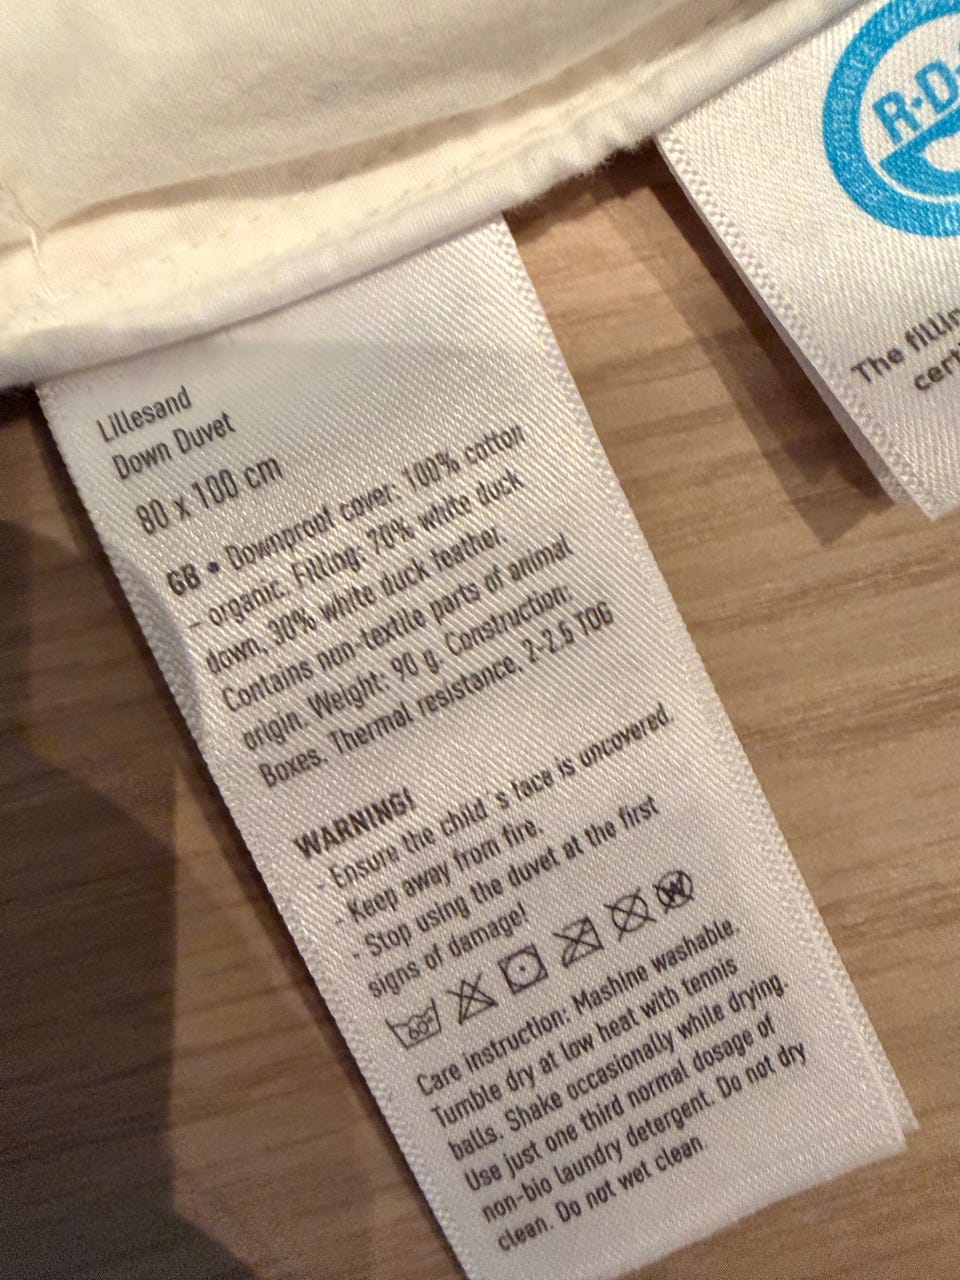 R-D-
The fillin
cert
Lillesand
Down Duvet
80 x 100 cm
GB • Downproof cover: 100% cotton
- organic. Filling: 70% white duck
down, 30% white duck feather.
Contains non-textile parts of animal
origin. Weight: 90 g. Construction:
Boxes. Thermal resistance. 2-2.5 TOG
WARNING!
- Ensure the child´s face is uncovered.
- Keep away from fire.
- Stop using the duvet at the first
signs of damage!
60° W
Care instruction: Mashine washable.
Tumble dry at low heat with tennis
balls. Shake occasionally while drying.
Use just one third normal dosage of
non-bio laundry detergent. Do not dry
clean. Do not wet clean.